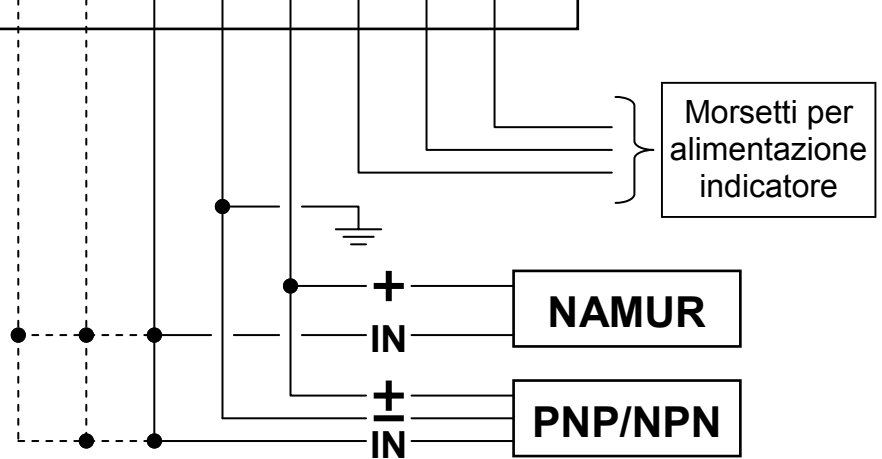 Morsetti per
alimentazione
indicatore
+
NAMUR
IN
+
−
PNP/NPN
IN